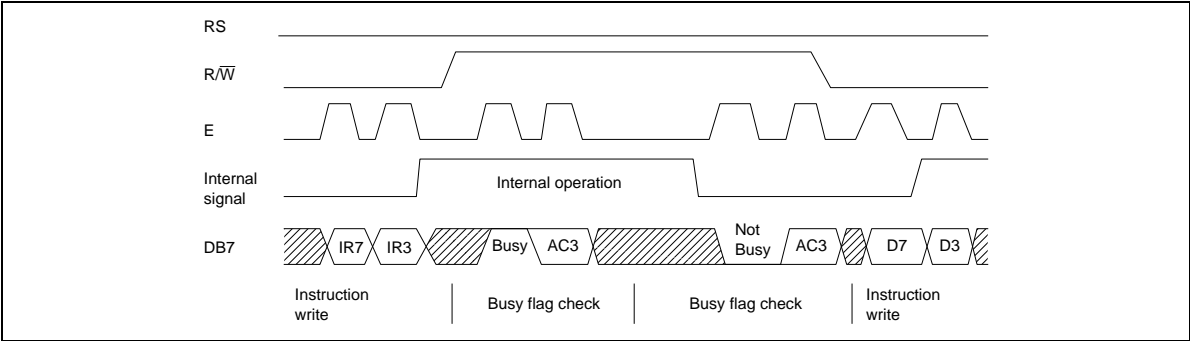 RS
R/W̅
E
Internal
signal
Internal operation
DB7
IR7
IR3
Busy
AC3
Not
Busy
AC3
D7
D3
Instruction
write
Busy flag check
Busy flag check
Instruction
write